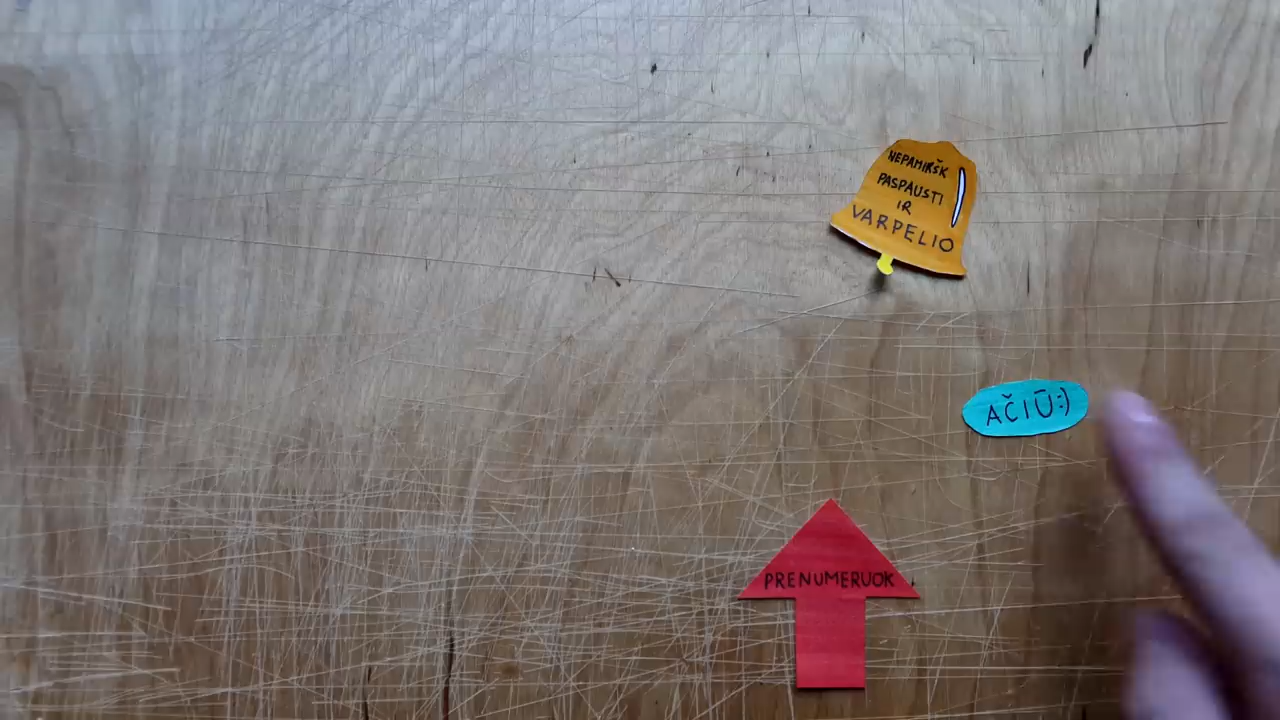 NEPAMIRŠK
PASPAUSTI
IR
VARPELIO
AČIŪ:)
PRENUMERUOK